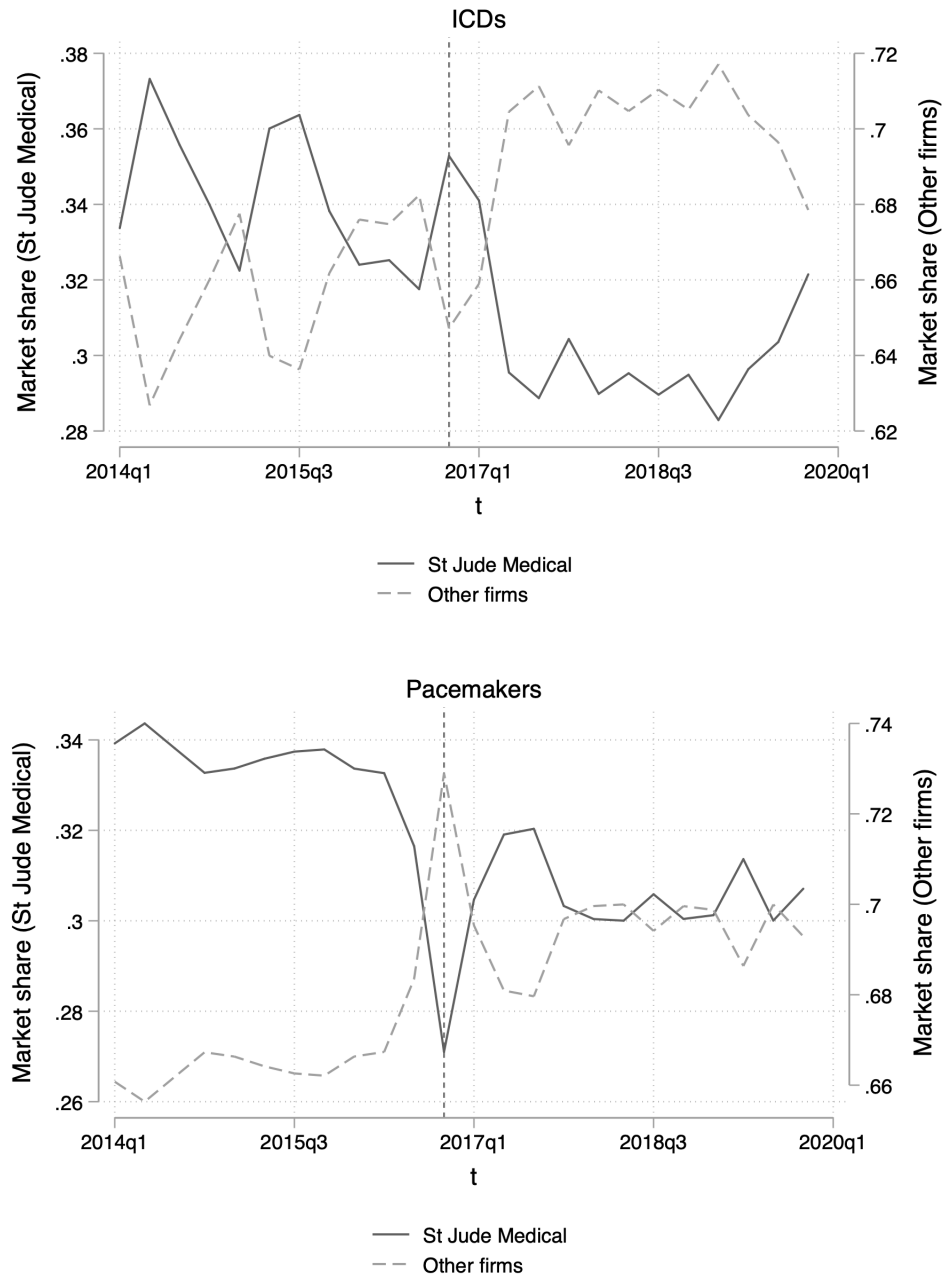 ICDs
Market share (St Jude Medical)
.38
.36
.34
.32
.3
.28
.72
.7
.68
.66
.64
.62
Market share (Other firms)
2014q1 2015q3 2017q1 2018q3 2020q1
t
St Jude Medical
Other firms
Pacemakers
Market share (St Jude Medical)
.34
.32
.3
.28
.26
.74
.72
.7
.68
.66
Market share (Other firms)
2014q1 2015q3 2017q1 2018q3 2020q1
t
St Jude Medical
Other firms